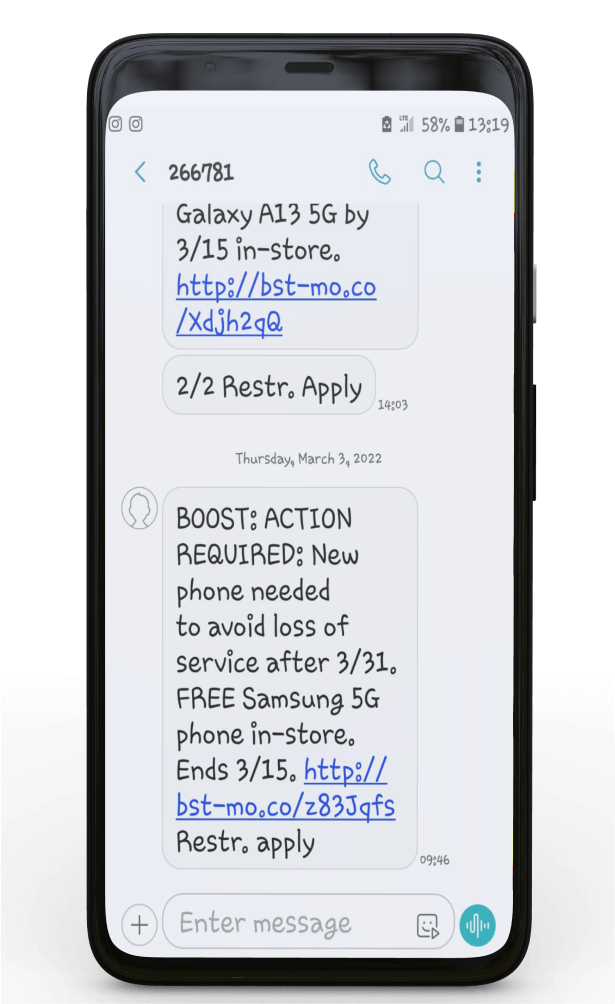 58% 13:19
266781
Galaxy A13 5G by
3/15 in-store.
http://bst-mo.co
/Xdjh2qQ
2/2 Restr. Apply
14:03
Thursday, March 3, 2022
BOOST: ACTION
REQUIRED: New
phone needed
to avoid loss of
service after 3/31.
FREE Samsung 5G
phone in-store.
Ends 3/15. http://
bst-mo.co/z83Jqfs
Restr. apply
09:46
Enter message